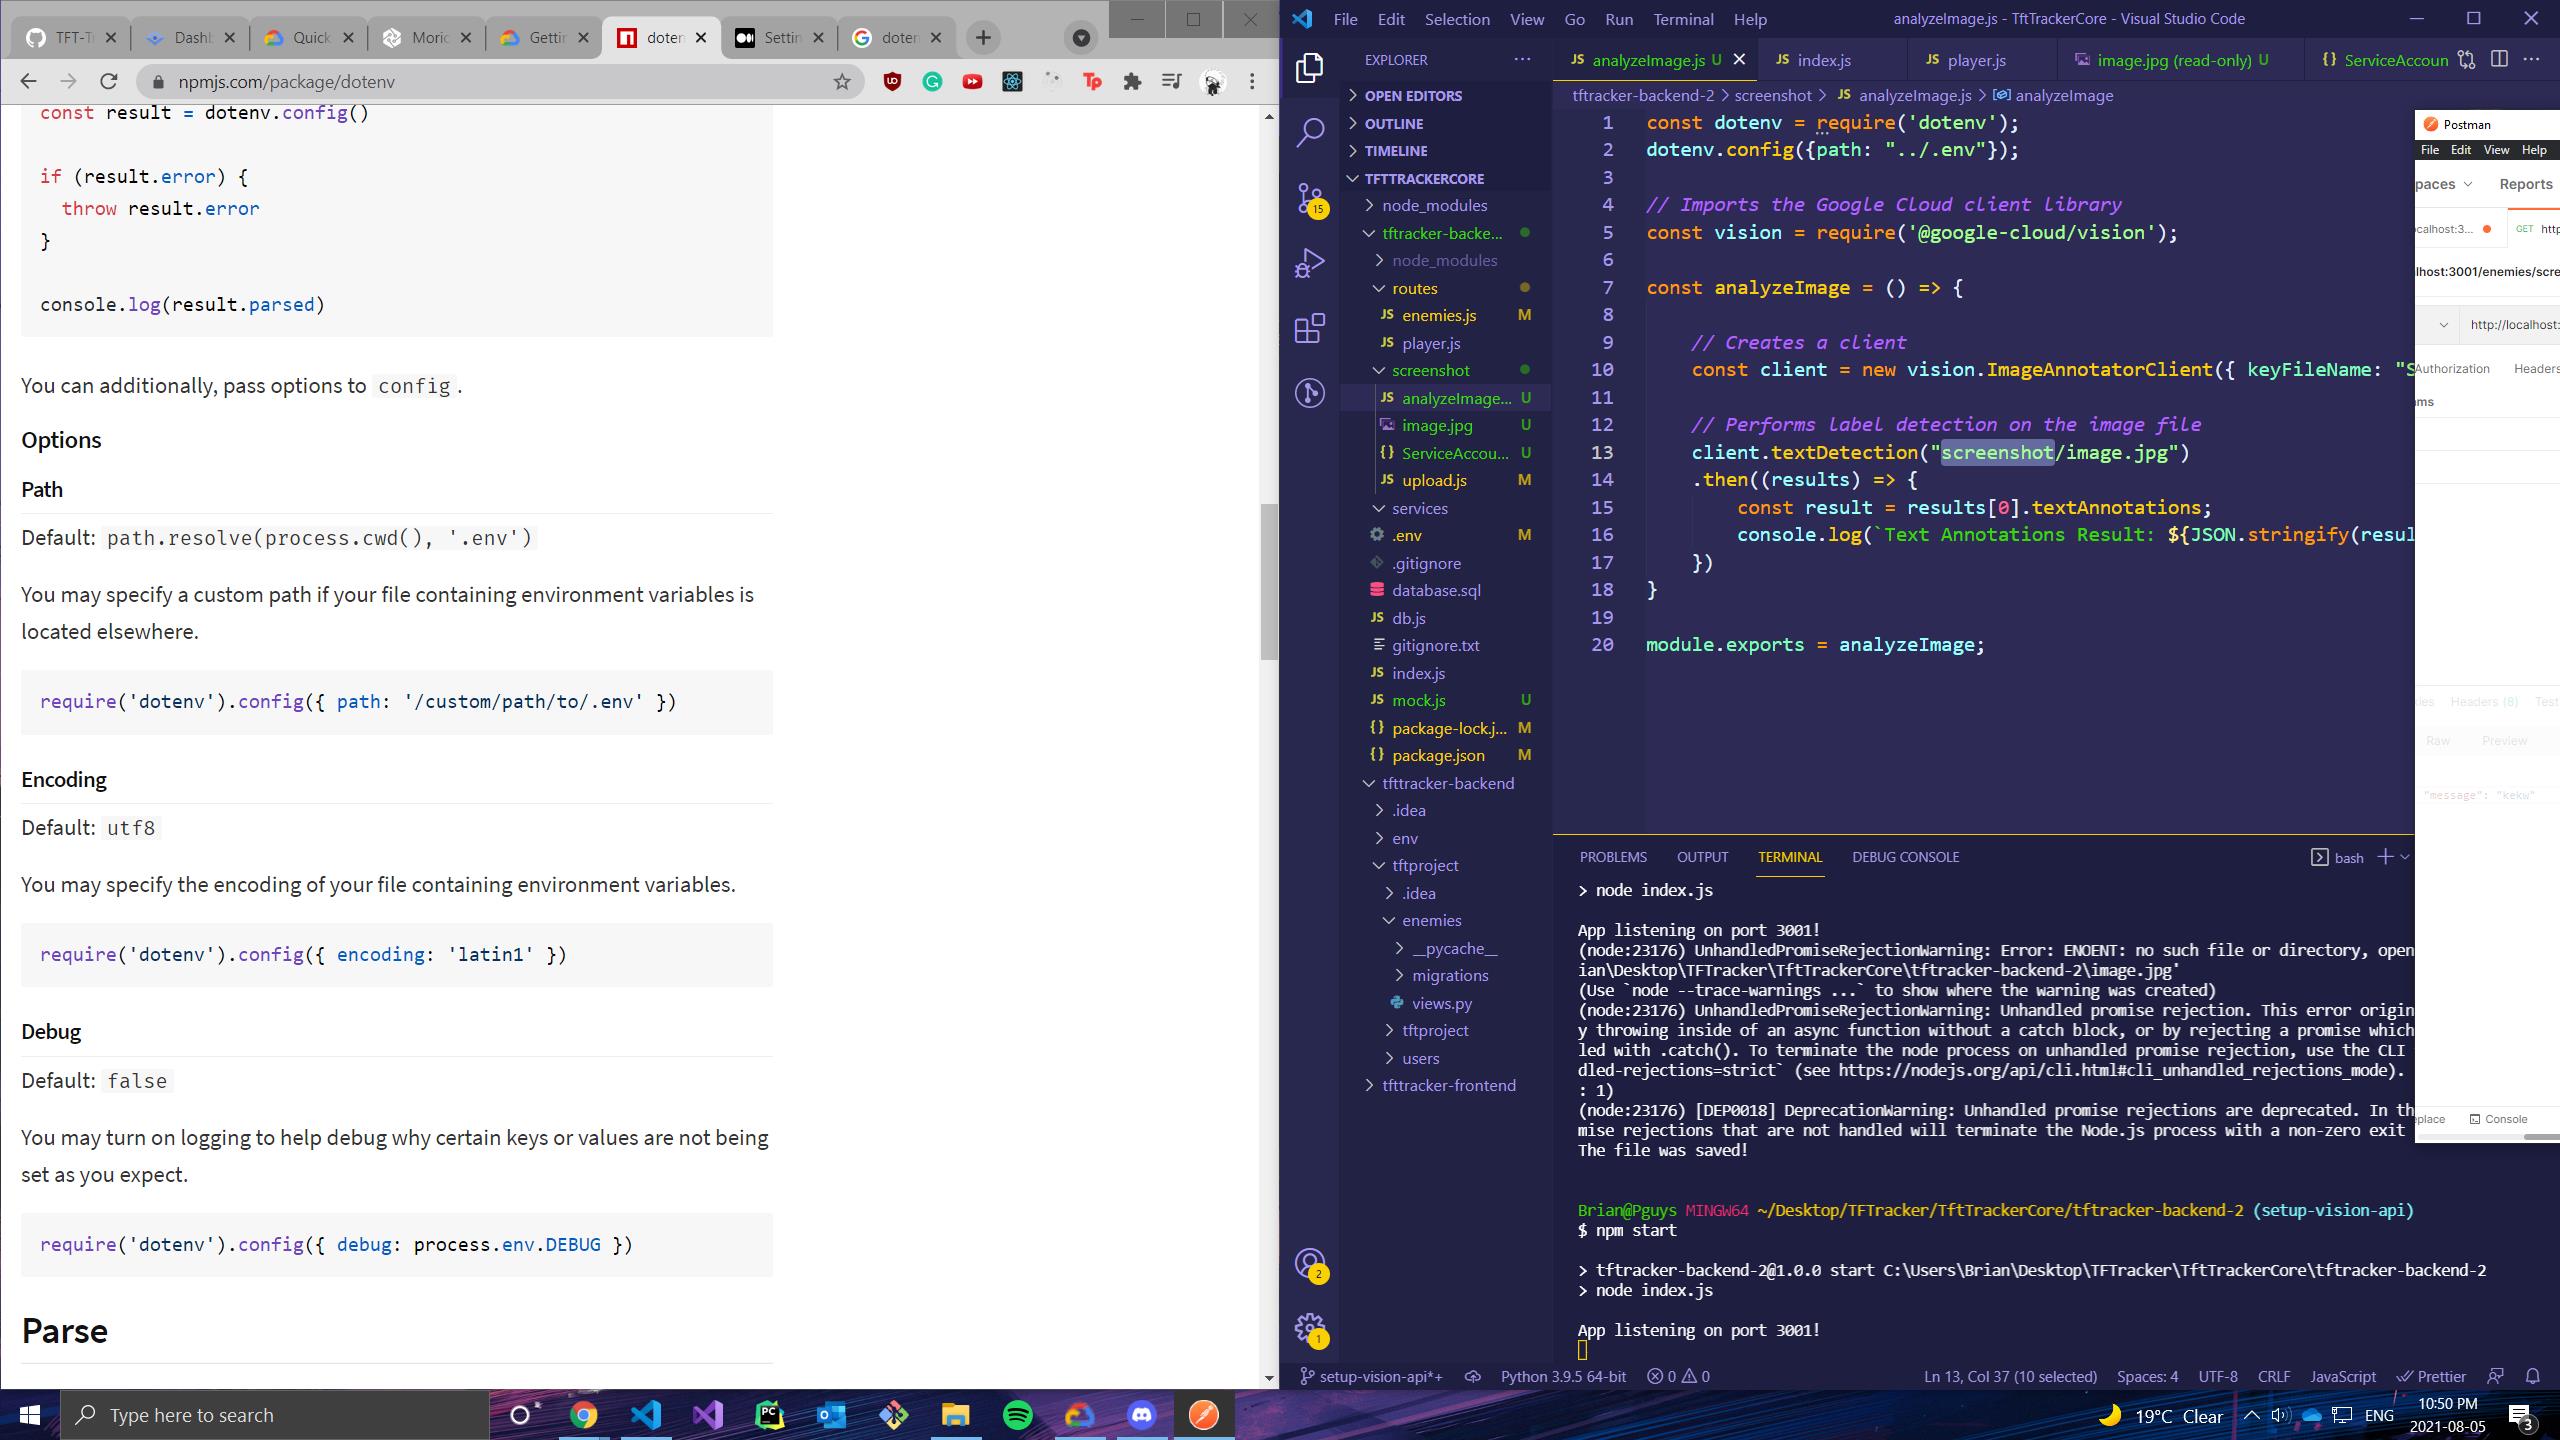 TFT-T
Dashb
Quick
Moric
Gettin
doten
Settin
doten
npmjs.com/package/dotenv
const result = dotenv.config()
if (result.error) {
throw result.error
}
console.log(result.parsed)
You can additionally, pass options to config.
Options
Path
Default: path.resolve(process.cwd(), '.env')
You may specify a custom path if your file containing environment variables is
located elsewhere.
require('dotenv').config({ path: '/custom/path/to/.env' })
Encoding
Default: utf8
You may specify the encoding of your file containing environment variables.
require('dotenv').config({ encoding: 'latin1' })
Debug
Default: false
You may turn on logging to help debug why certain keys or values are not being
set as you expect.
require('dotenv').config({ debug: process.env.DEBUG })
Parse
File Edit Selection View Go Run Terminal Help
analyzeImage.js - TftTrackerCore - Visual Studio Code
EXPLORER
OPEN EDITORS
OUTLINE
TIMELINE
TFTTRACKERCORE
node_modules
tftracker-backe...
node_modules
routes
JS enemies.js M
JS player.js
screenshot
JS analyzeImage... U
image.jpg U
{} ServiceAccou... U
JS upload.js M
services
.env M
.gitignore
database.sql
JS db.js
gitignore.txt
JS index.js
JS mock.js U
{} package-lock.j... M
{} package.json M
tfttracker-backend
.idea
env
tftproject
.idea
enemies
__pycache__
migrations
views.py
tftproject
users
tfttracker-frontend
15
2
1
JS analyzeImage.js U
JS index.js
JS player.js
image.jpg (read-only) U
{} ServiceAccoun
tftracker-backend-2 > screenshot > JS analyzeImage.js > analyzeImage
1 const dotenv = require('dotenv');
2 dotenv.config({path: "../.env"});
3
4 // Imports the Google Cloud client library
5 const vision = require('@google-cloud/vision');
6
7 const analyzeImage = () => {
8
9 // Creates a client
10 const client = new vision.ImageAnnotatorClient({ keyFileName: "S
11
12 // Performs label detection on the image file
13 client.textDetection("screenshot/image.jpg")
14 .then((results) => {
15 const result = results[0].textAnnotations;
16 console.log(`Text Annotations Result: ${JSON.stringify(resul
17 })
18 }
19
20 module.exports = analyzeImage;
PROBLEMS OUTPUT TERMINAL DEBUG CONSOLE
bash
> node index.js
App listening on port 3001!
(node:23176) UnhandledPromiseRejectionWarning: Error: ENOENT: no such file or directory, open
ian\Desktop\TFTracker\TftTrackerCore\tftracker-backend-2\image.jpg'
(Use `node --trace-warnings ...` to show where the warning was created)
(node:23176) UnhandledPromiseRejectionWarning: Unhandled promise rejection. This error origin
y throwing inside of an async function without a catch block, or by rejecting a promise which
led with .catch(). To terminate the node process on unhandled promise rejection, use the CLI
dled-rejections=strict` (see https://nodejs.org/api/cli.html#cli_unhandled_rejections_mode).
: 1)
(node:23176) [DEP0018] DeprecationWarning: Unhandled promise rejections are deprecated. In th
mise rejections that are not handled will terminate the Node.js process with a non-zero exit
The file was saved!
Brian@Pguys MINGW64 ~/Desktop/TFTracker/TftTrackerCore/tftracker-backend-2 (setup-vision-api)
$ npm start
> tftracker-backend-2@1.0.0 start C:\Users\Brian\Desktop\TFTracker\TftTrackerCore\tftracker-backend-2
> node index.js
App listening on port 3001!
Postman
File Edit View Help
paces Reports
calhost:3... GET http
lhost:3001/enemies/scre
http://localhost:
Authorization Headers
ms
Headers (8) Test
Raw Preview
"message": "kekw"
place Console
setup-vision-api*+
Python 3.9.5 64-bit
0 0
Ln 13, Col 37 (10 selected) Spaces: 4 UTF-8 CRLF JavaScript Prettier
Type here to search
19°C Clear
ENG
10:50 PM
2021-08-05
3